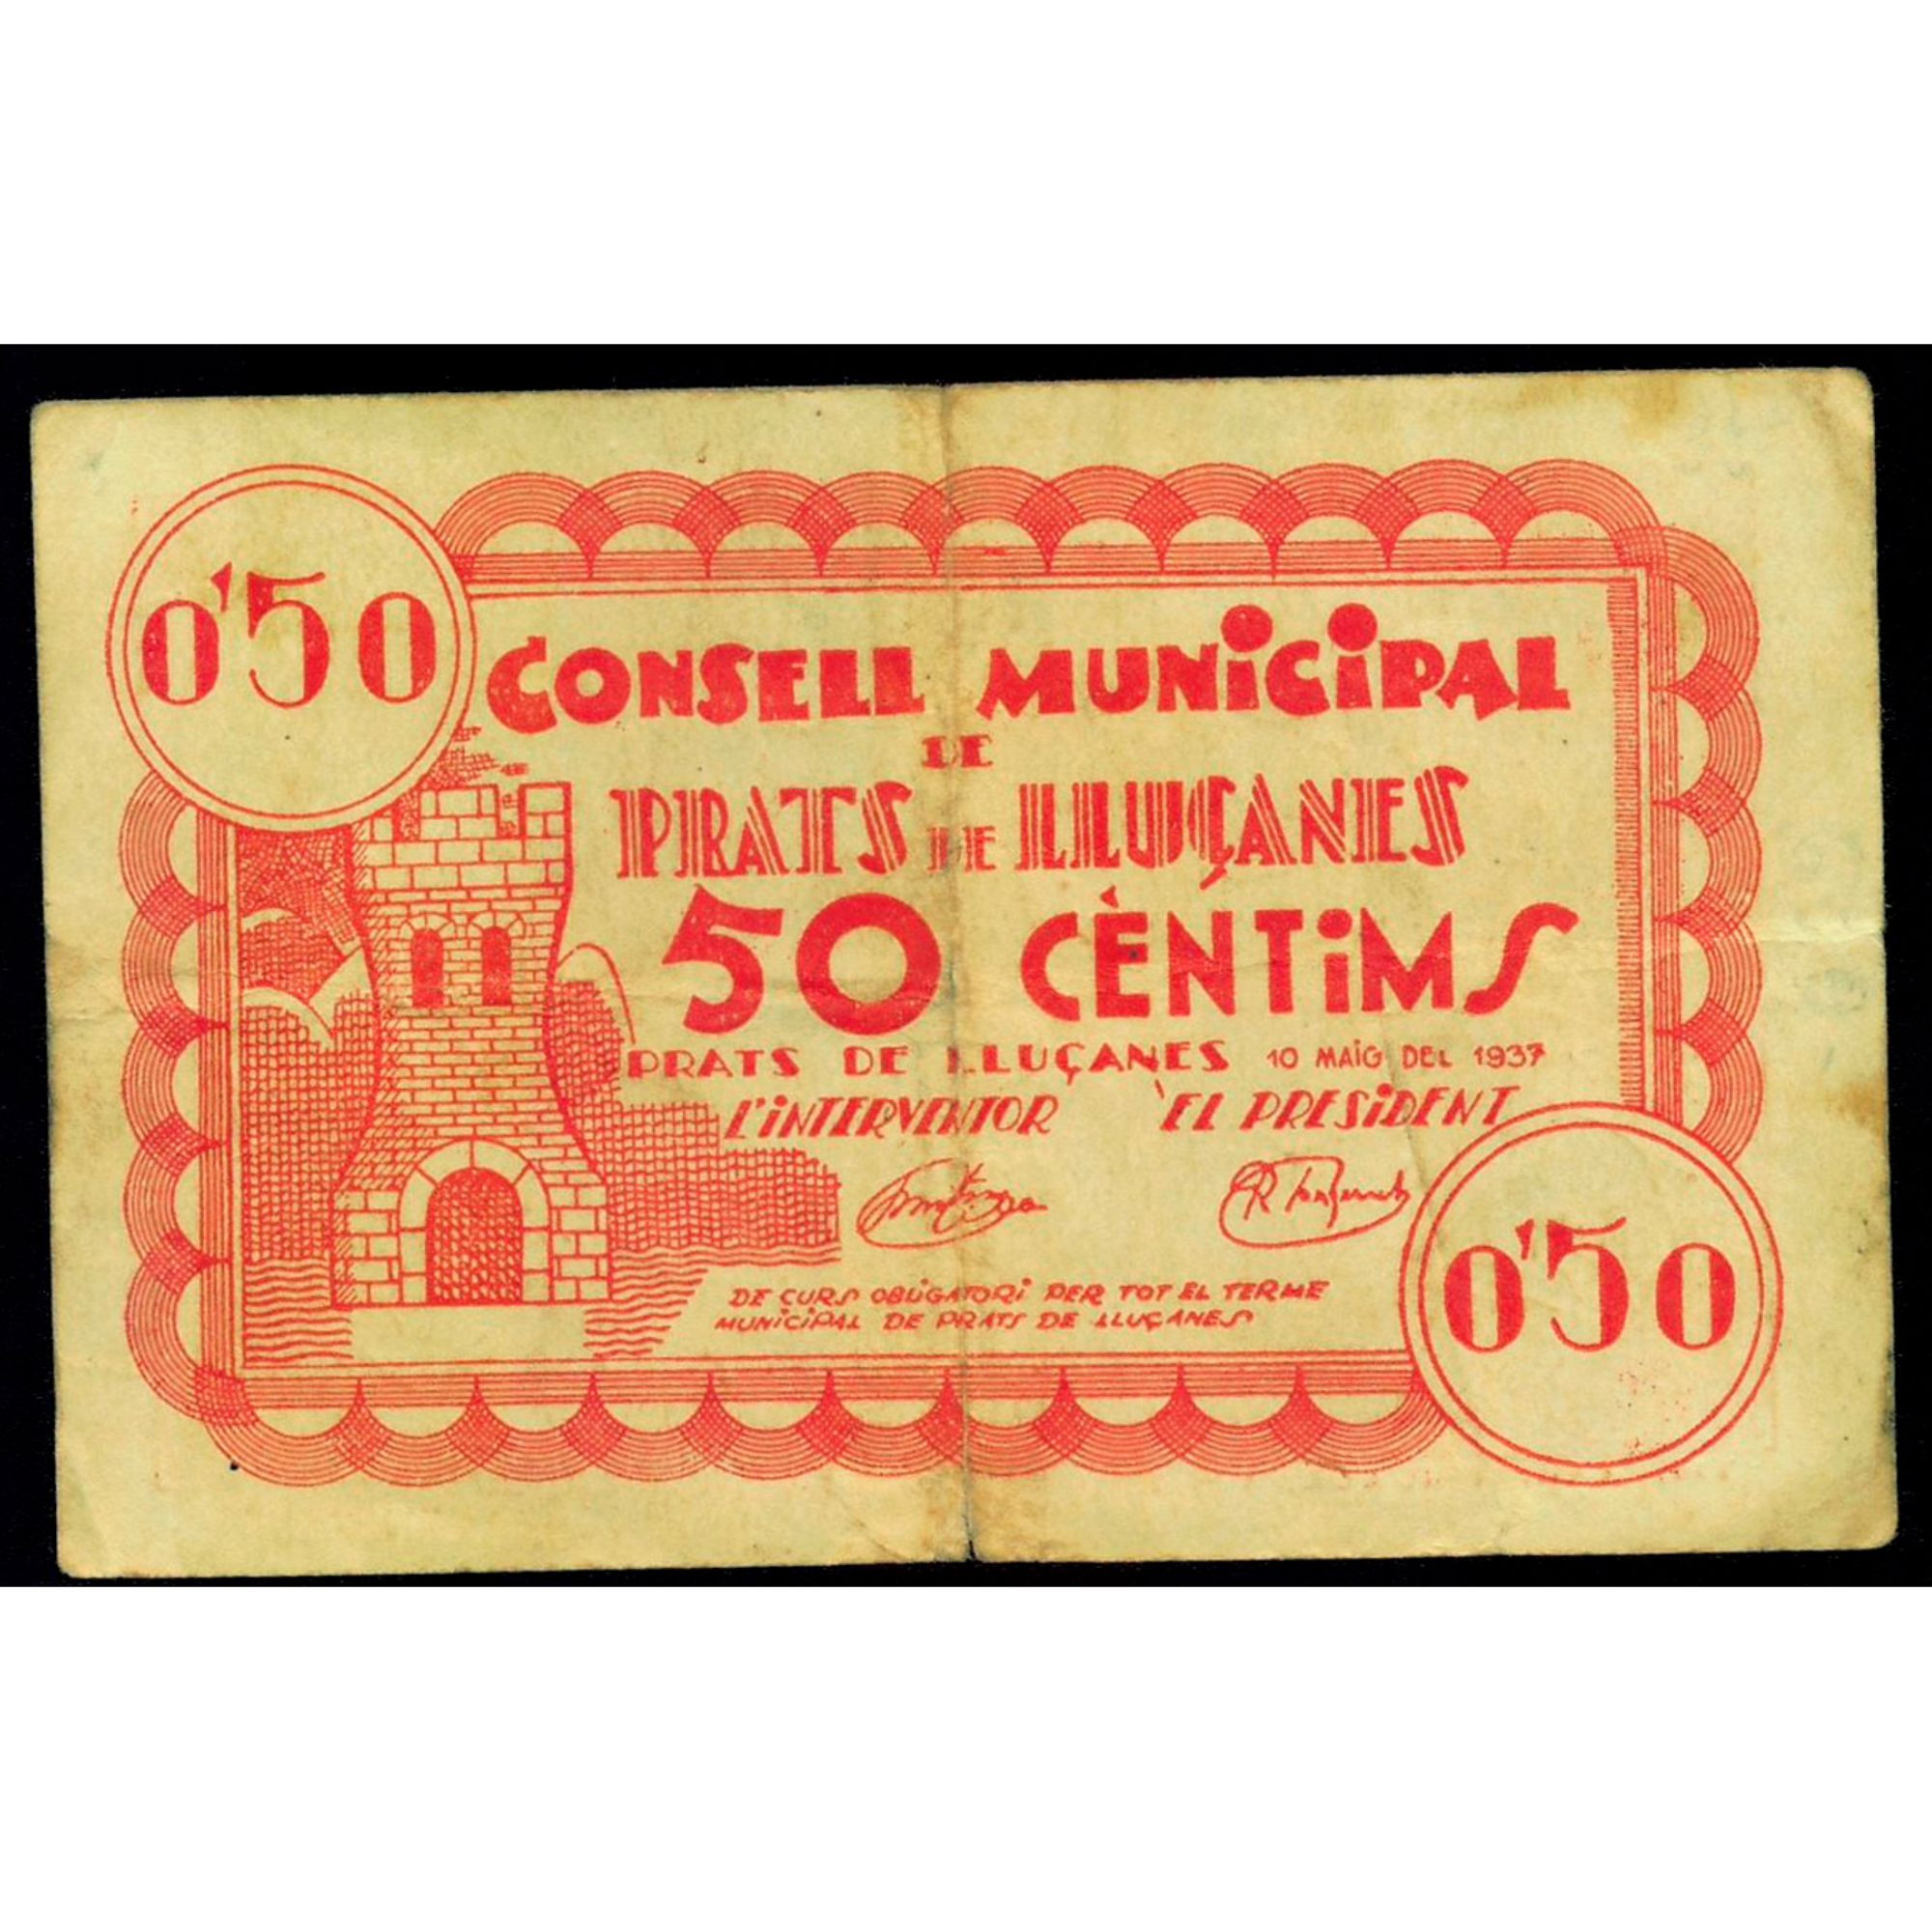 0'50
CONSELL MUNiCiPAL
DE
PRATS DE LLUÇANES
50 CÈNTiMS
PRATS DE LLUÇANES 10 MAiG DEL 1937
L'iNTERVENTOR EL PRESiDENT
0'50
DE CURS OBLiGATORi PER TOT EL TERME
MUNiCiPAL DE PRATS DE LLUÇANES